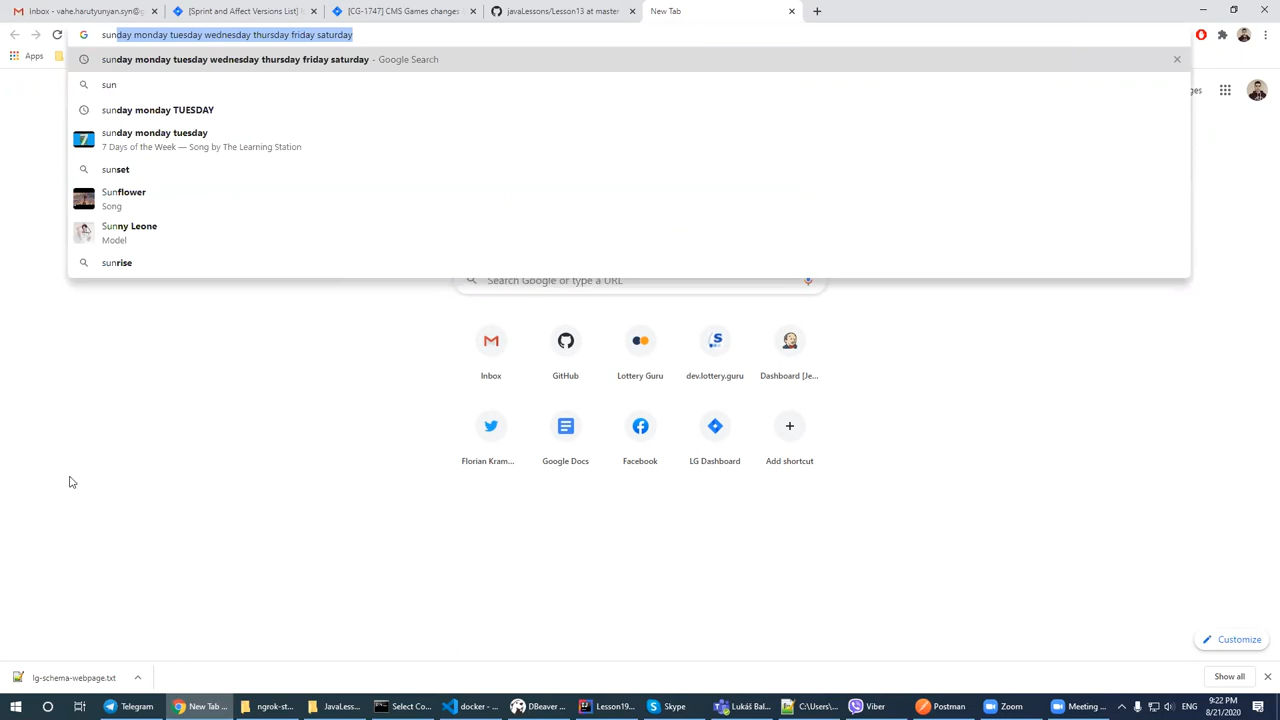 Inbox - vahe.harutyunyan.syn@g
[Sprint and Affect Versions List] I
[CG-1747] CMS Games changes
javaLessons/Lesson13 at master
New Tab
sunday monday tuesday wednesday thursday friday saturday
Apps
sunday monday tuesday wednesday thursday friday saturday - Google Search
sun
ges
sunday monday TUESDAY
sunday monday tuesday
7 Days of the Week — Song by The Learning Station
sunset
Sunflower
Song
Sunny Leone
Model
sunrise
Search Google or type a URL
Inbox
GitHub
Lottery Guru
dev.lottery.guru
Dashboard [Je...
Florian Kram...
Google Docs
Facebook
LG Dashboard
Add shortcut
Customize
lg-schema-webpage.txt
Show all
Telegram
New Tab ...
ngrok-st...
JavaLess...
Select Co...
docker - ...
DBeaver ...
Lesson19...
Skype
Lukáš Bal...
C:\Users\...
Viber
Postman
Zoom
Meeting ...
ENG
9:22 PM
8/21/2020